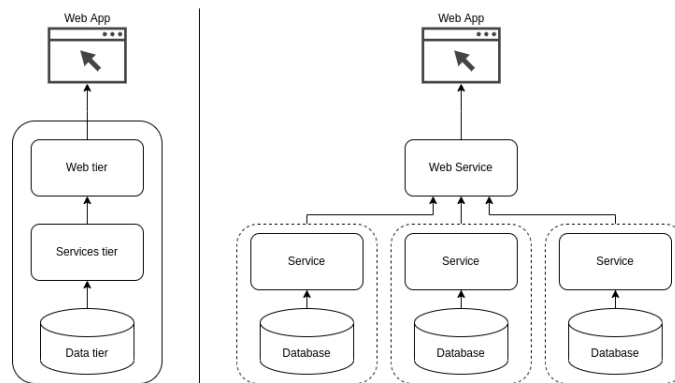 Web App
Web tier
Services tier
Data tier
Web App
Web Service
Service
Service
Service
Database
Database
Database